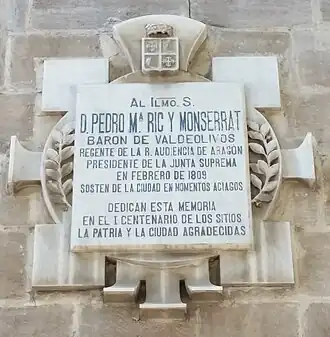 AL ILMO. S.
D. PEDRO Mª RIC Y MONSERRAT
BARON DE VALDEOLIVOS
REGENTE DE LA R. AUDIENCIA DE ARAGÓN
PRESIDENTE DE LA JUNTA SUPREMA
EN FEBRERO DE 1809
SOSTEN DE LA CIUDAD EN MOMENTOS ACIAGOS
DEDICAN ESTA MEMORIA
EN EL I CENTENARIO DE LOS SITIOS
LA PATRIA Y LA CIUDAD AGRADECIDAS